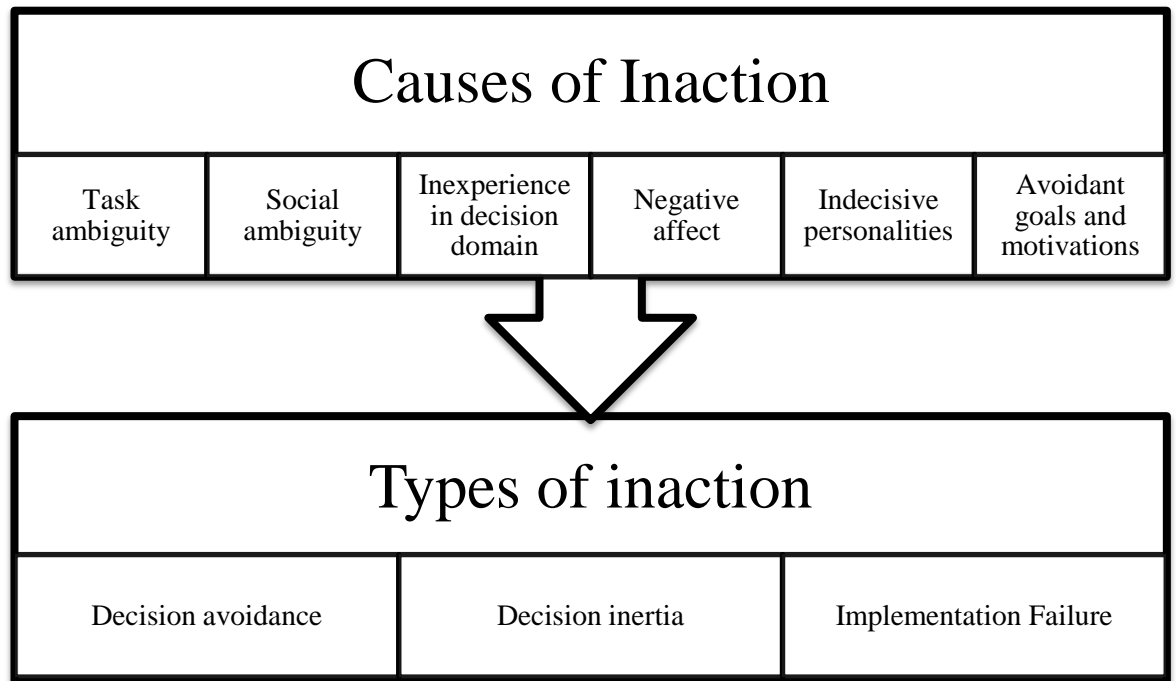 Causes of Inaction
Task
ambiguity
Social
ambiguity
Inexperience
in decision
domain
Negative
affect
Indecisive
personalities
Avoidant
goals and
motivations
Types of inaction
Decision avoidance
Decision inertia
Implementation Failure